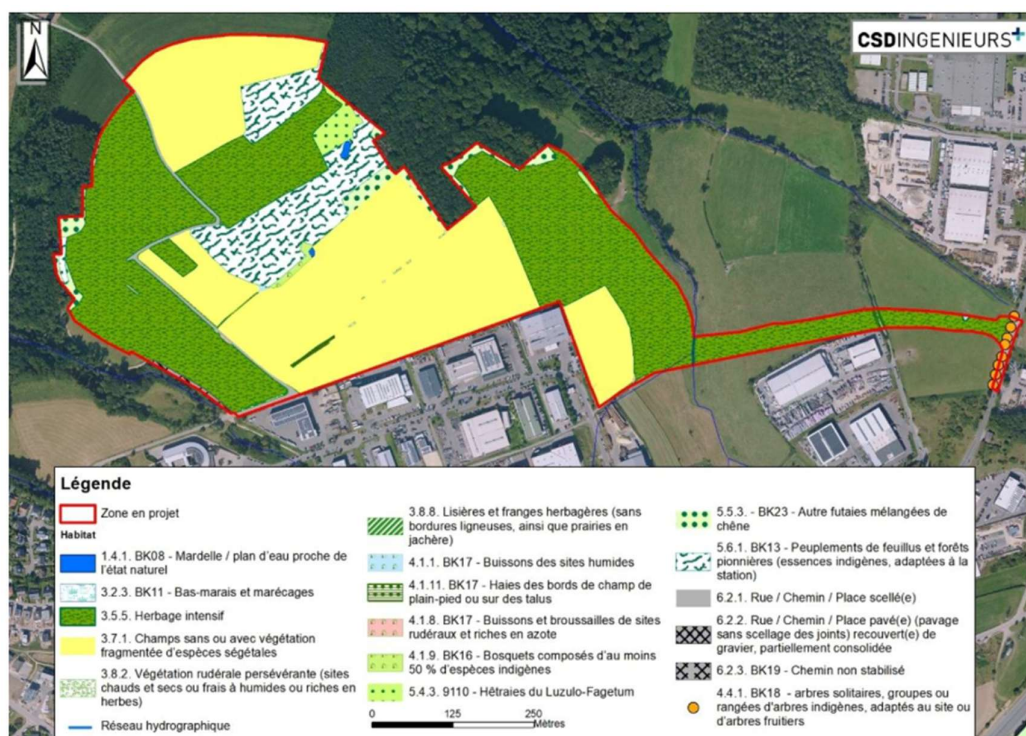 N
CSDINGENIEURS+
Légende
Zone en projet
Habitat
1.4.1. BK08 - Mardelle / plan d'eau proche de
l'état naturel
3.2.3. BK11 - Bas-marais et marécages
3.5.5. Herbage intensif
3.7.1. Champs sans ou avec végétation
fragmentée d'espèces ségétales
3.8.2. Végétation rudérale persévérante (sites
chauds et secs ou frais à humides ou riches en
herbes)
Réseau hydrographique
3.8.8. Lisières et franges herbagères (sans
bordures ligneuses, ainsi que prairies en
jachère)
4.1.1. BK17 - Buissons des sites humides
4.1.11. BK17 - Haies des bords de champ de
plain-pied ou sur des talus
4.1.8. BK17 - Buissons et broussailles de sites
rudéraux et riches en azote
4.1.9. BK16 - Bosquets composés d'au moins
50 % d'espèces indigènes
5.4.3. 9110 - Hêtraies du Luzulo-Fagetum
0 125 250
Mètres
5.5.3. - BK23 - Autre futaies mélangées de
chêne
5.6.1. BK13 - Peuplements de feuillus et forêts
pionnières (essences indigènes, adaptées à la
station)
6.2.1. Rue / Chemin / Place scellé(e)
6.2.2. Rue / Chemin / Place pavé(e) (pavage
sans scellage des joints) recouvert(e) de
gravier, partiellement consolidée
6.2.3. BK19 - Chemin non stabilisé
4.4.1. BK18 - arbres solitaires, groupes ou
rangées d'arbres indigènes, adaptés au site ou
d'arbres fruitiers